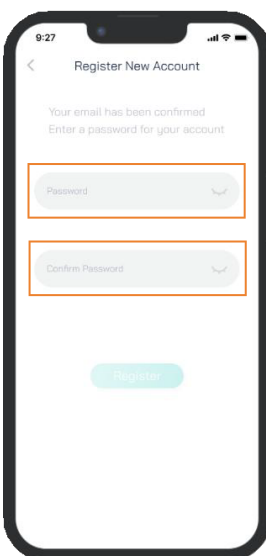 9:27
Register New Account
Your email has been confirmed
Enter a password for your account
Password
Confirm Password
Register